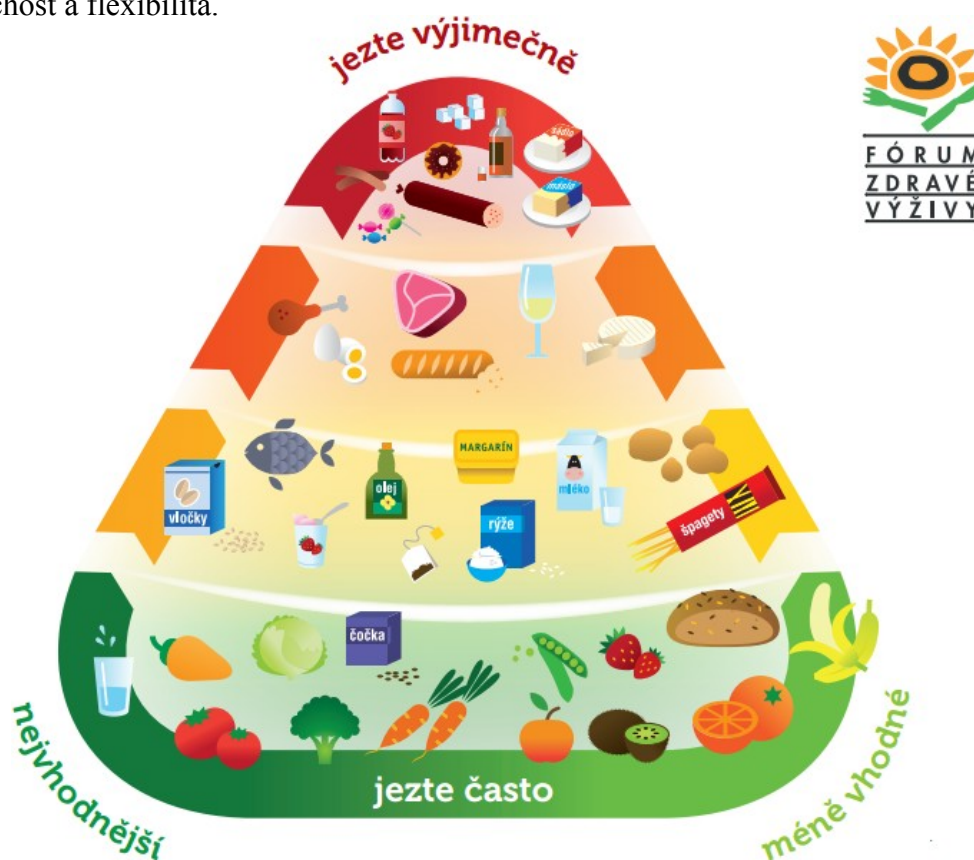 a flexibilita.
jezte výjimečně
FÓRUM
ZDRAVÉ
VÝŽIVY
sádlo
máslo
MARGARÍN
olej
mléko
vločky
rýže
špagety
čočka
nejvhodnější
jezte často
méně vhodné